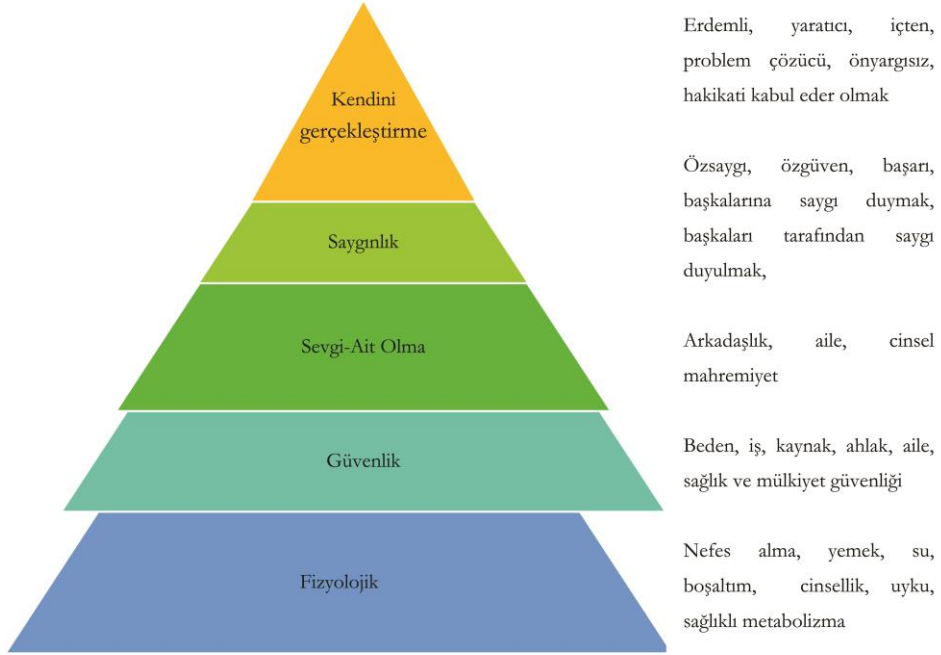 Kendini
gerçekleştirme
Erdemli, yaratıcı, içten,
problem çözücü, önyargısız,
hakikati kabul eder olmak
Saygınlık
Özsaygı, özgüven, başarı,
başkalarına saygı duymak,
başkaları tarafından saygı
duyulmak,
Sevgi-Ait Olma
Arkadaşlık, aile, cinsel
mahremiyet
Güvenlik
Beden, iş, kaynak, ahlak, aile,
sağlık ve mülkiyet güvenliği
Fizyolojik
Nefes alma, yemek, su,
boşaltım, cinsellik, uyku,
sağlıklı metabolizma